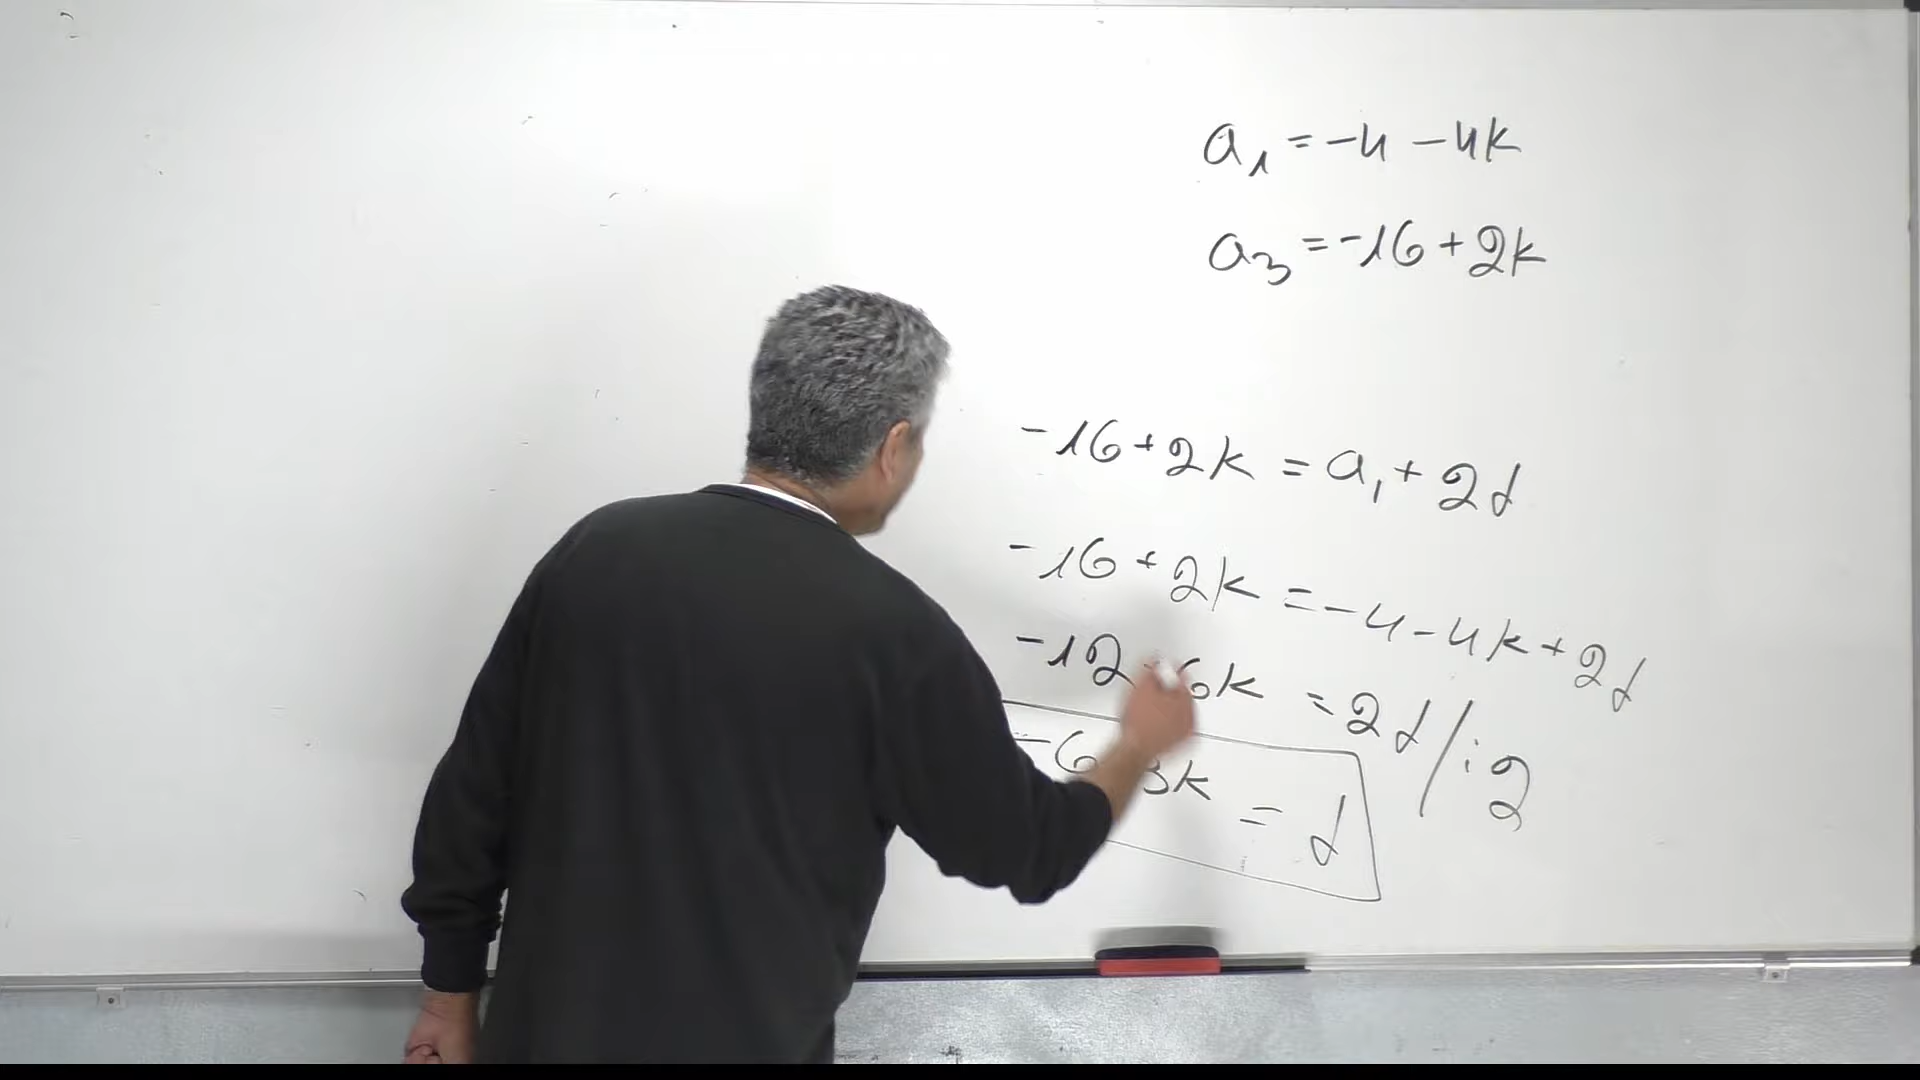 a₁ = -4 - 4k
a₃ = -16 + 2k
-16 + 2k = a₁ + 2d
-16 + 2k = -4 - 4k + 2d
-12 6k = 2d / : 2
-6 3k = d